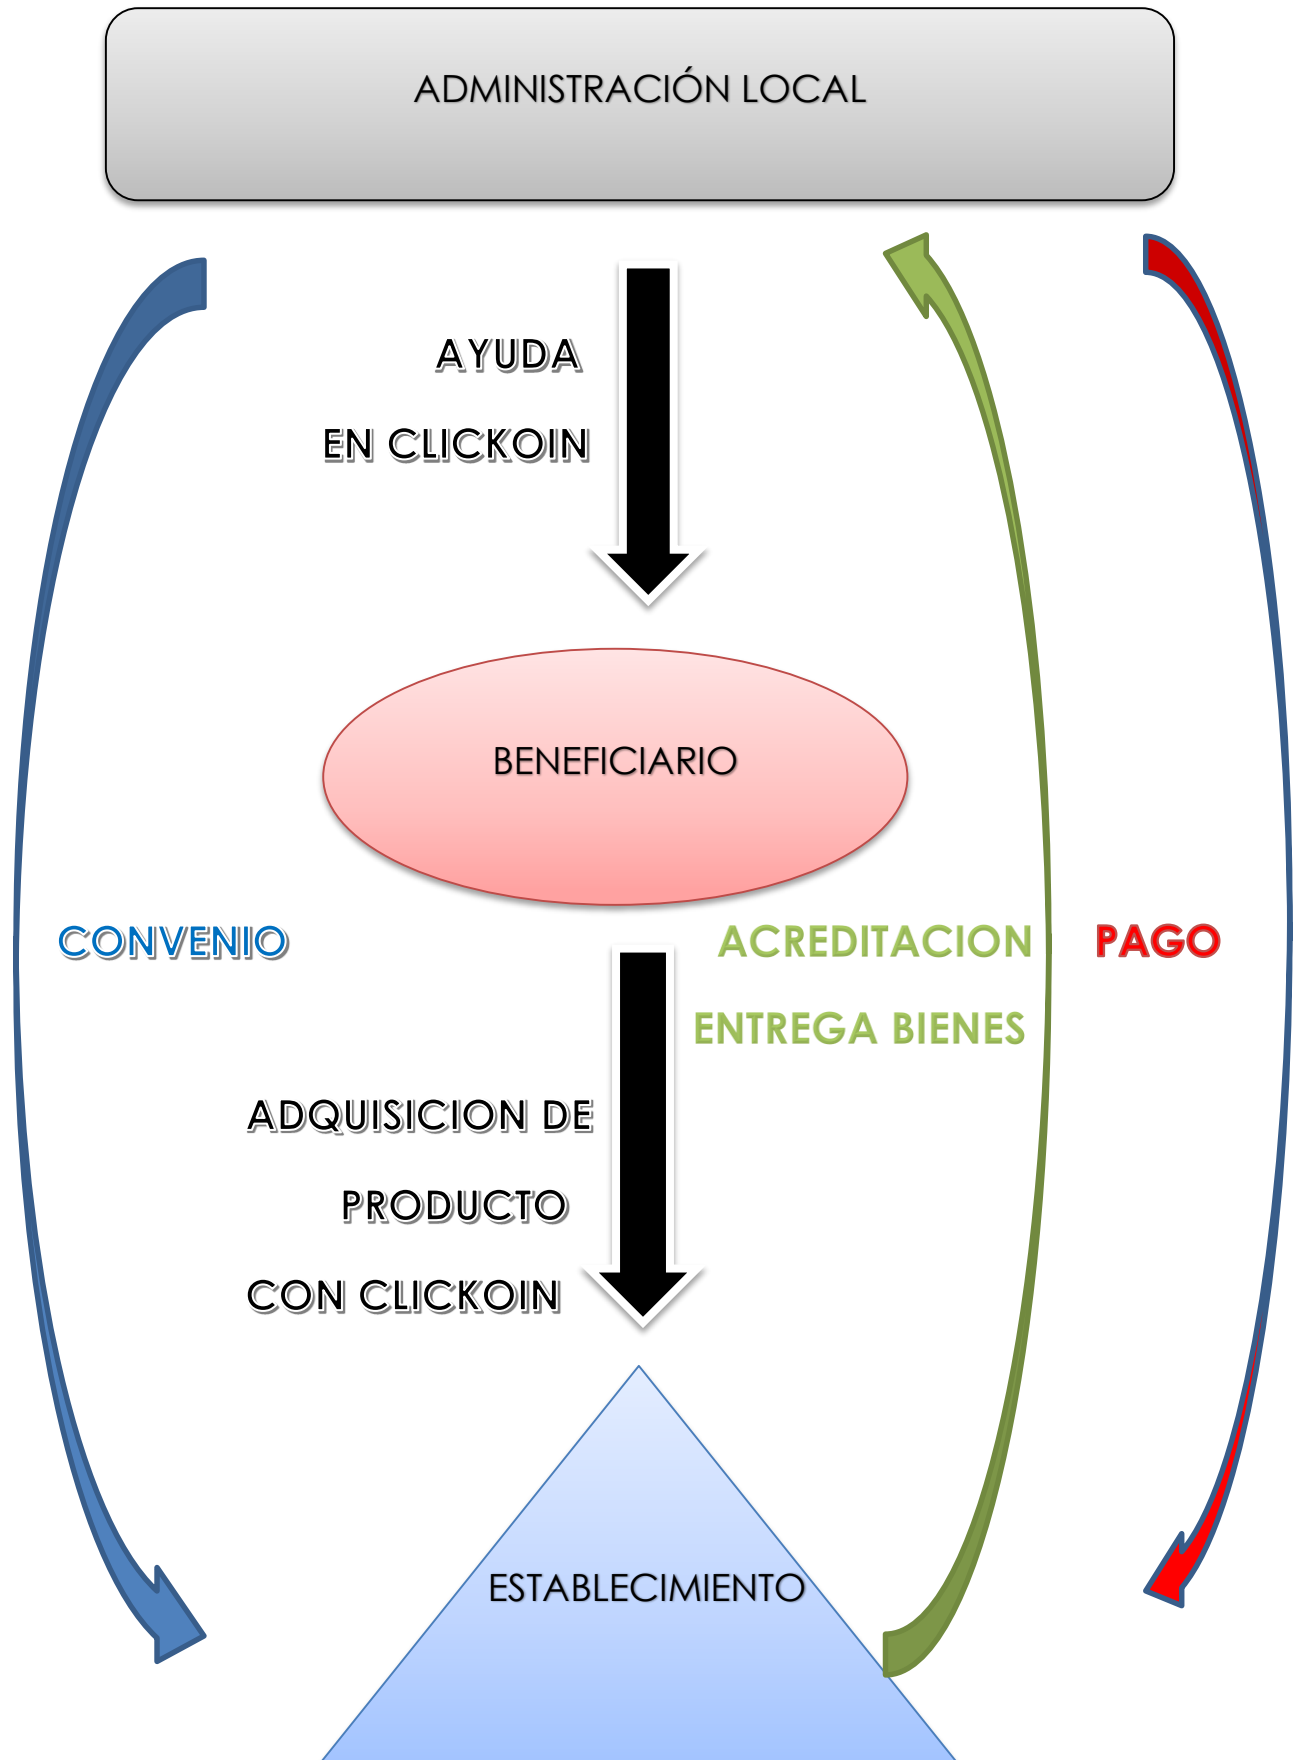 ADMINISTRACIÓN LOCAL
AYUDA
EN CLICKOIN
BENEFICIARIO
CONVENIO
ACREDITACION
ENTREGA BIENES
PAGO
ADQUISICION DE
PRODUCTO
CON CLICKOIN
ESTABLECIMIENTO